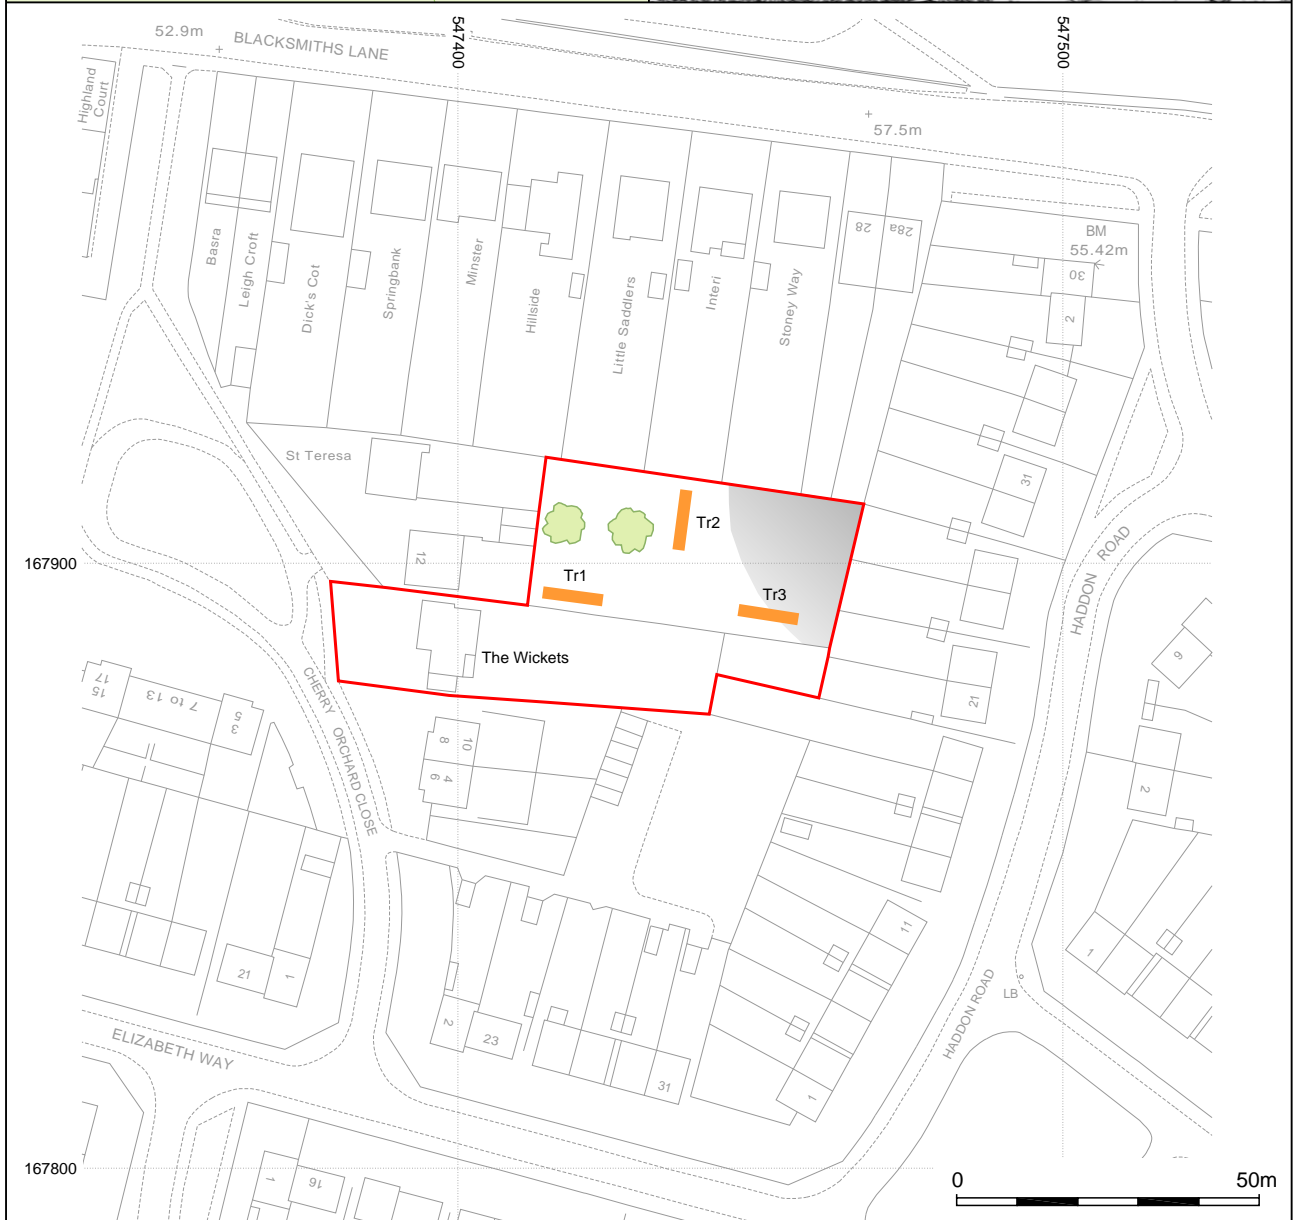 547400
547500
52.9m
BLACKSMITHS LANE
57.5m
Highland
Court
Basra
Leigh Croft
Dick's Cot
Springbank
Minster
Hillside
Little Saddlers
Interi
Stoney Way
28
28a
BM
55.42m
30
2
31
St Teresa
12
Tr2
Tr1
Tr3
167900
The Wickets
HADDON ROAD
9
21
2
17
15
7 to 13
5 3
CHERRY ORCHARD CLOSE
8
10
6
4
11
1
LB
HADDON ROAD
21
1
2
23
31
1
ELIZABETH WAY
167800
1
16
0
50m